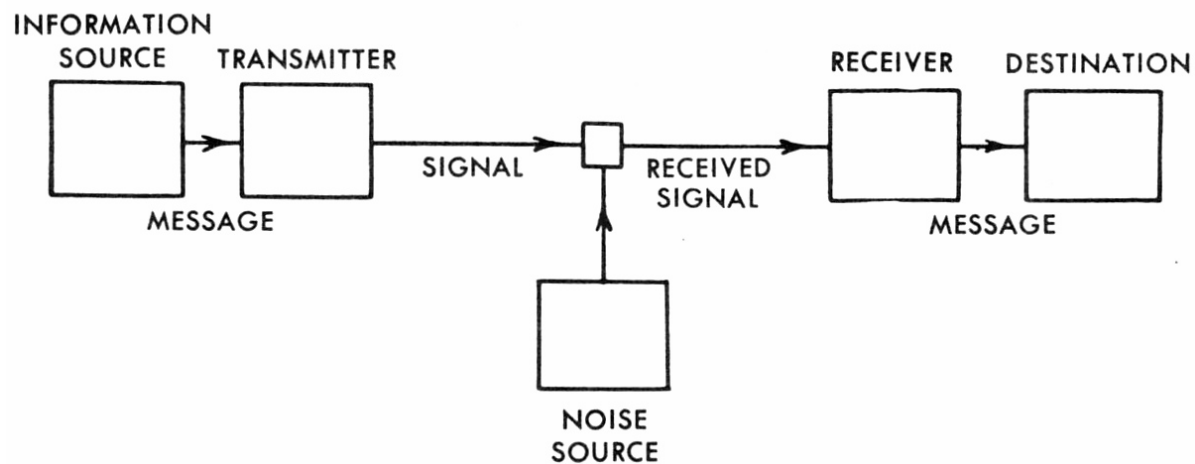 INFORMATION
SOURCE
TRANSMITTER
RECEIVER
DESTINATION
SIGNAL
RECEIVED
SIGNAL
MESSAGE
MESSAGE
NOISE
SOURCE